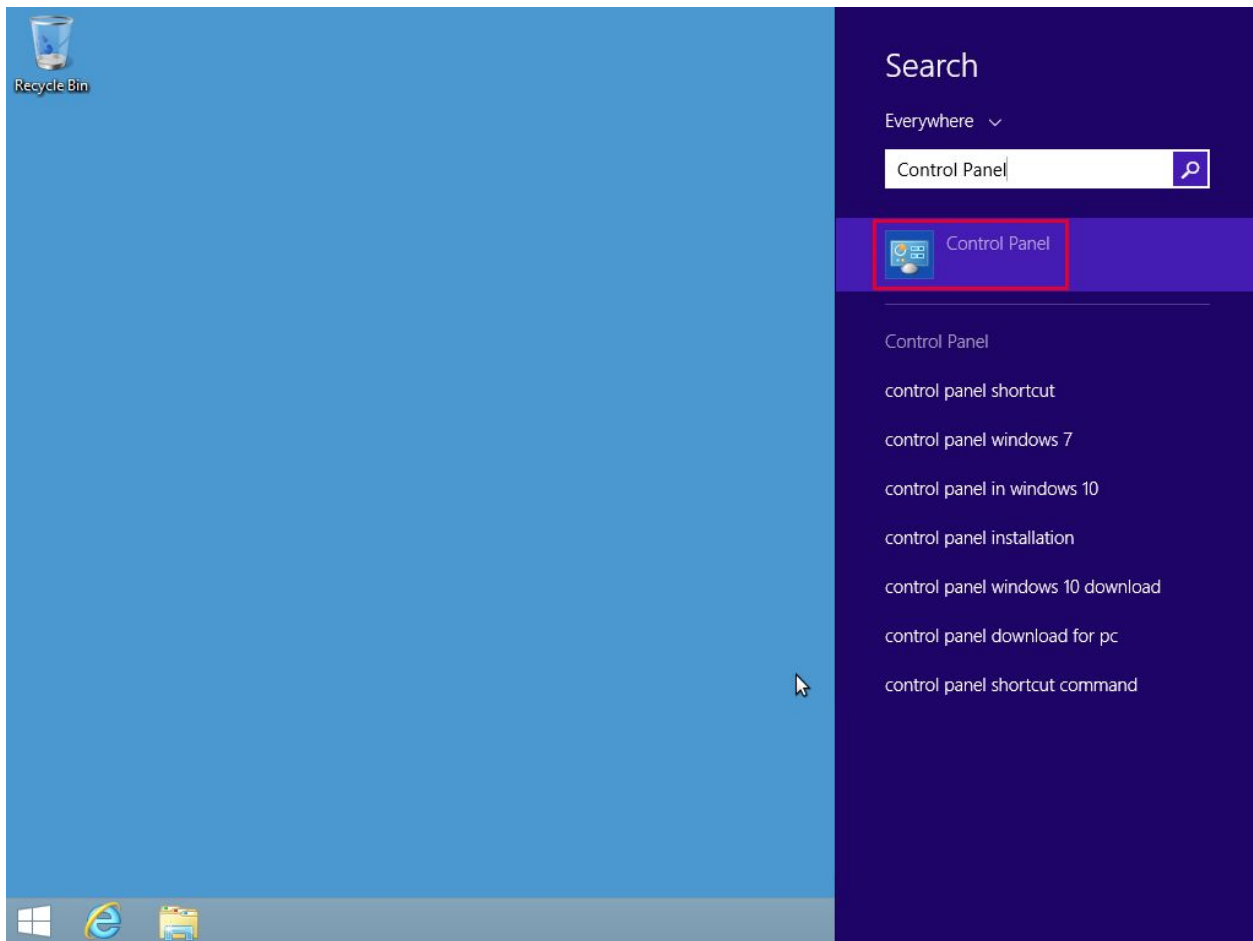 Recycle Bin
Search
Everywhere
Control Panel
Control Panel
Control Panel
control panel shortcut
control panel windows 7
control panel in windows 10
control panel installation
control panel windows 10 download
control panel download for pc
control panel shortcut command